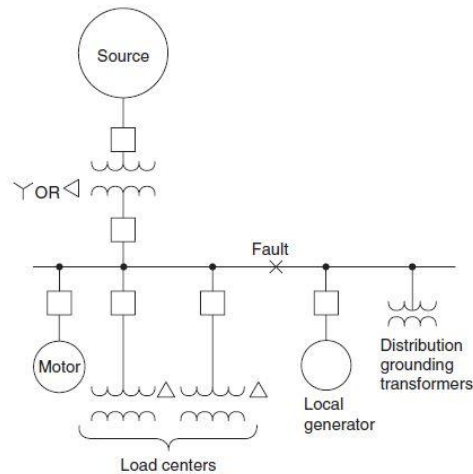 Source
OR
Fault
Motor
Distribution
grounding
transformers
Local
generator
Load centers